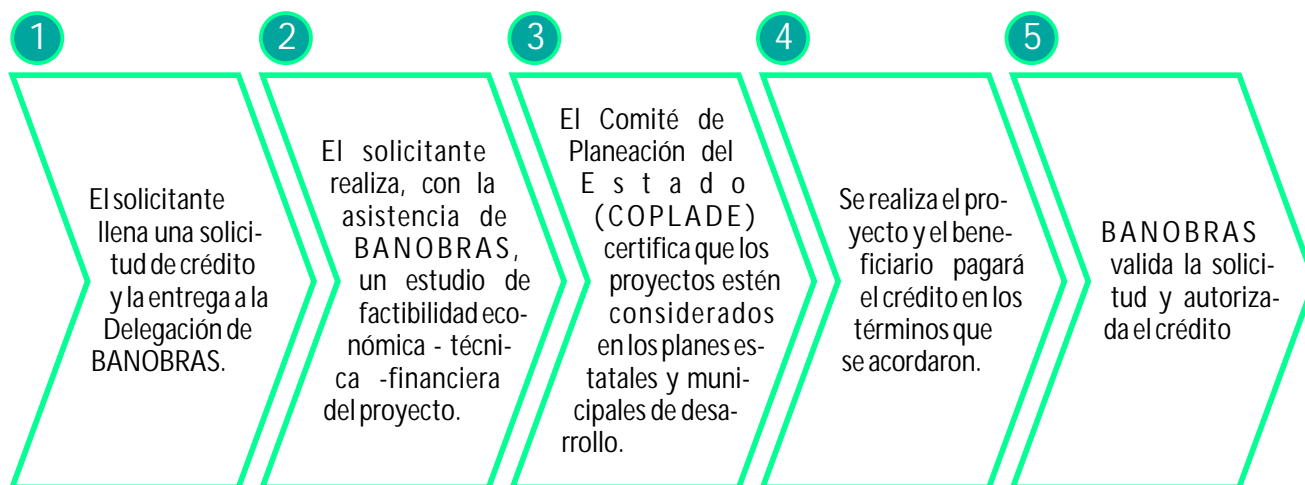 1
El solicitante
llena una solici-
tud de crédito
y la entrega a la
Delegación de
BANOBRAS.
2
El solicitante
realiza, con la
asistencia de
BANOBRAS,
un estudio de
factibilidad eco-
nómica - técni-
ca -financiera
del proyecto.
3
El Comité de
Planeación del
Estado
(COPLADE)
certifica que los
proyectos estén
considerados
en los planes es-
tatales y muni-
cipales de desa-
rrollo.
4
Se realiza el pro-
yecto y el bene-
ficiario pagará
el crédito en los
términos que
se acordaron.
5
BANOBRAS
valida la solici-
tud y autoriza-
da el crédito